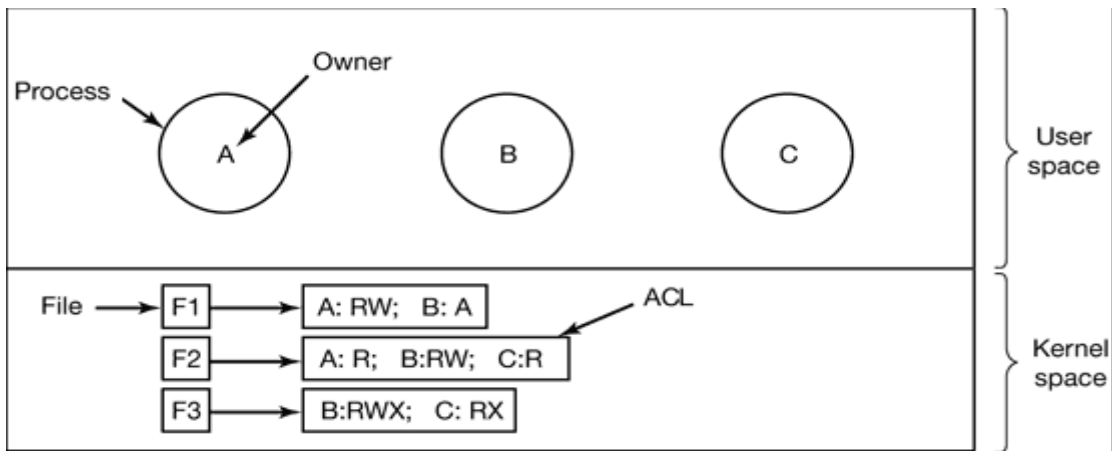 Owner
Process
A
B
C
User
space
File
F1
A: RW; B: A
ACL
F2
A: R; B:RW; C:R
F3
B:RWX; C: RX
Kernel
space